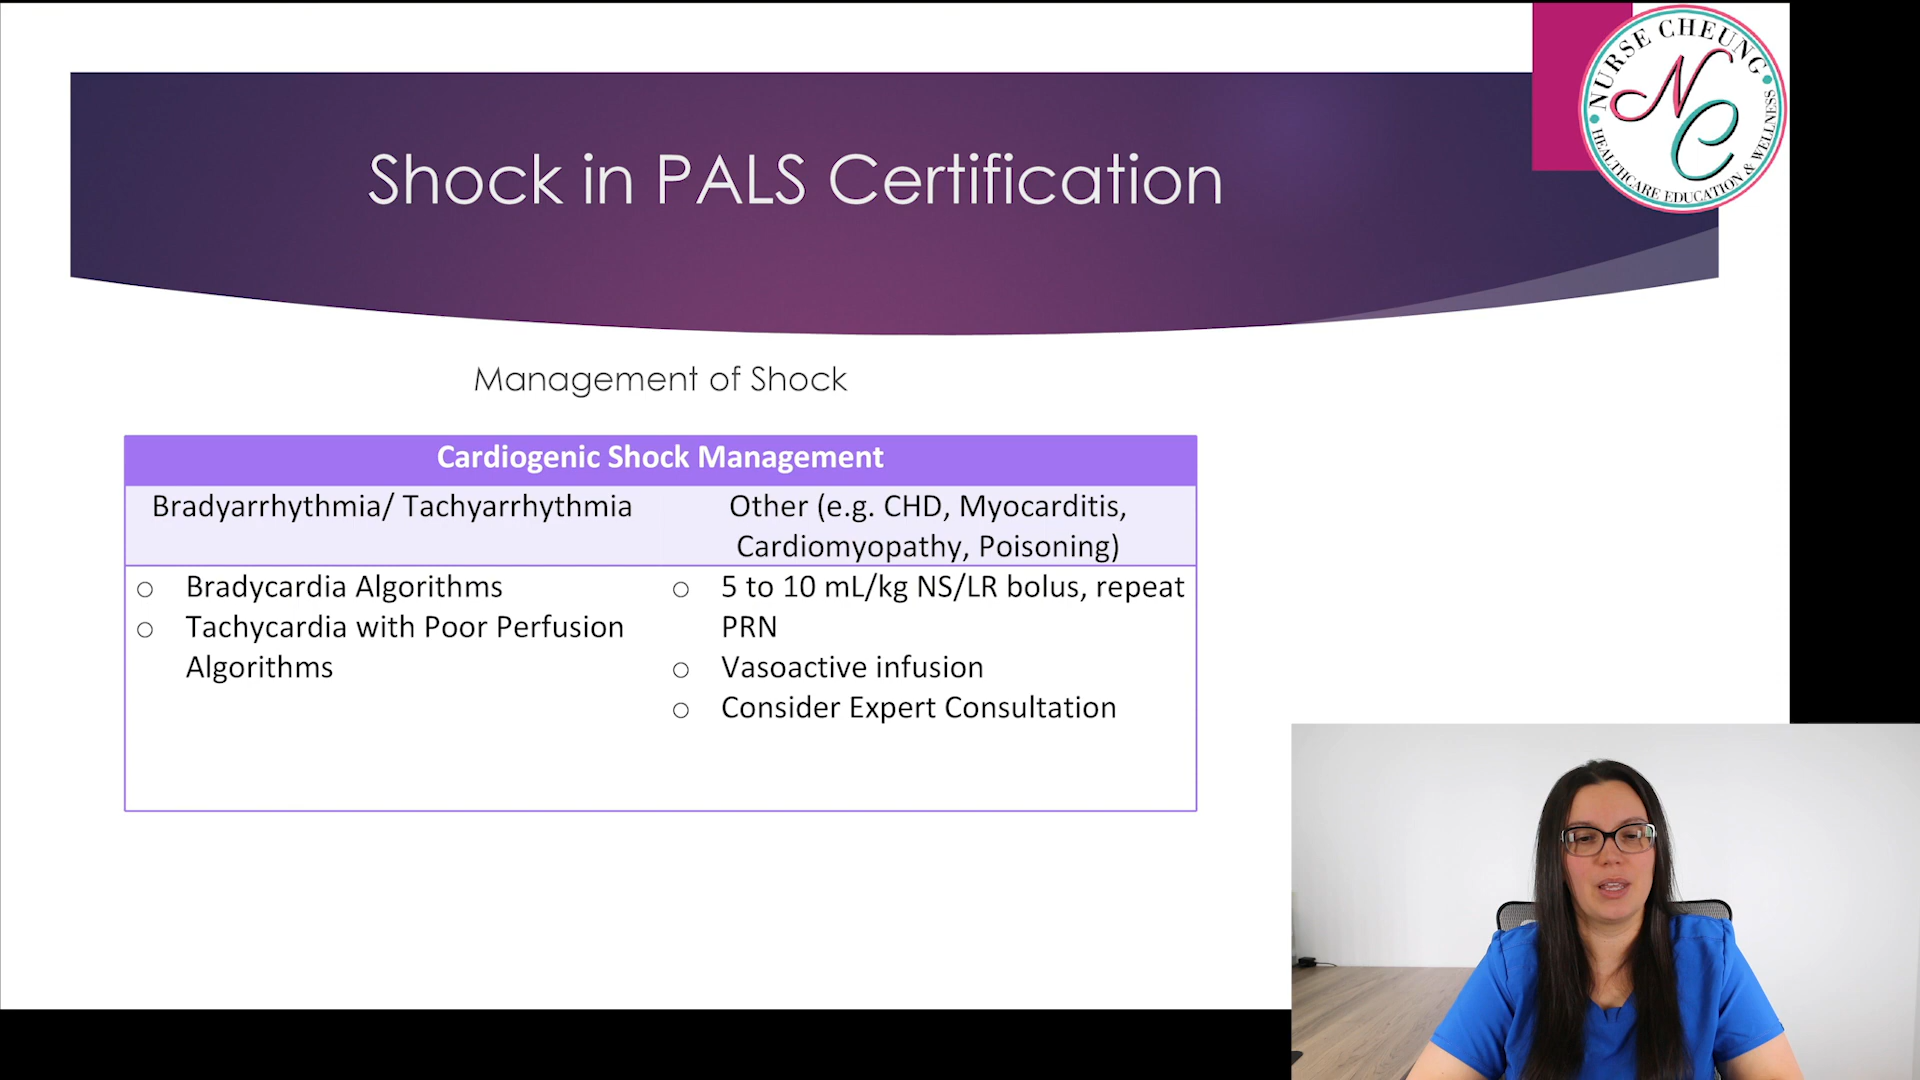 NURSE CHEUNG
NC
HEALTHCARE EDUCATION & WELLNESS
Shock in PALS Certification
Management of Shock
Cardiogenic Shock Management
Bradyarrhythmia/ Tachyarrhythmia
Other (e.g. CHD, Myocarditis,
Cardiomyopathy, Poisoning)
○ Bradycardia Algorithms
○ Tachycardia with Poor Perfusion
Algorithms
○ 5 to 10 mL/kg NS/LR bolus, repeat
PRN
○ Vasoactive infusion
○ Consider Expert Consultation